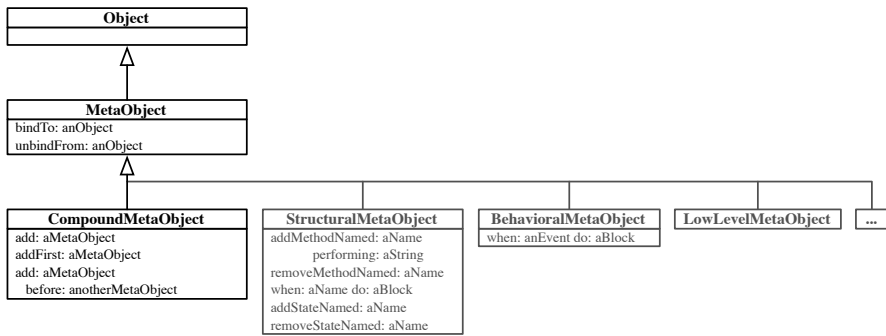 Object
MetaObject
bindTo: anObject
unbindFrom: anObject
CompoundMetaObject
add: aMetaObject
addFirst: aMetaObject
add: aMetaObject
before: anotherMetaObject
StructuralMetaObject
addMethodNamed: aName
performing: aString
removeMethodNamed: aName
when: aName do: aBlock
addStateNamed: aName
removeStateNamed: aName
BehavioralMetaObject
when: anEvent do: aBlock
LowLevelMetaObject
...